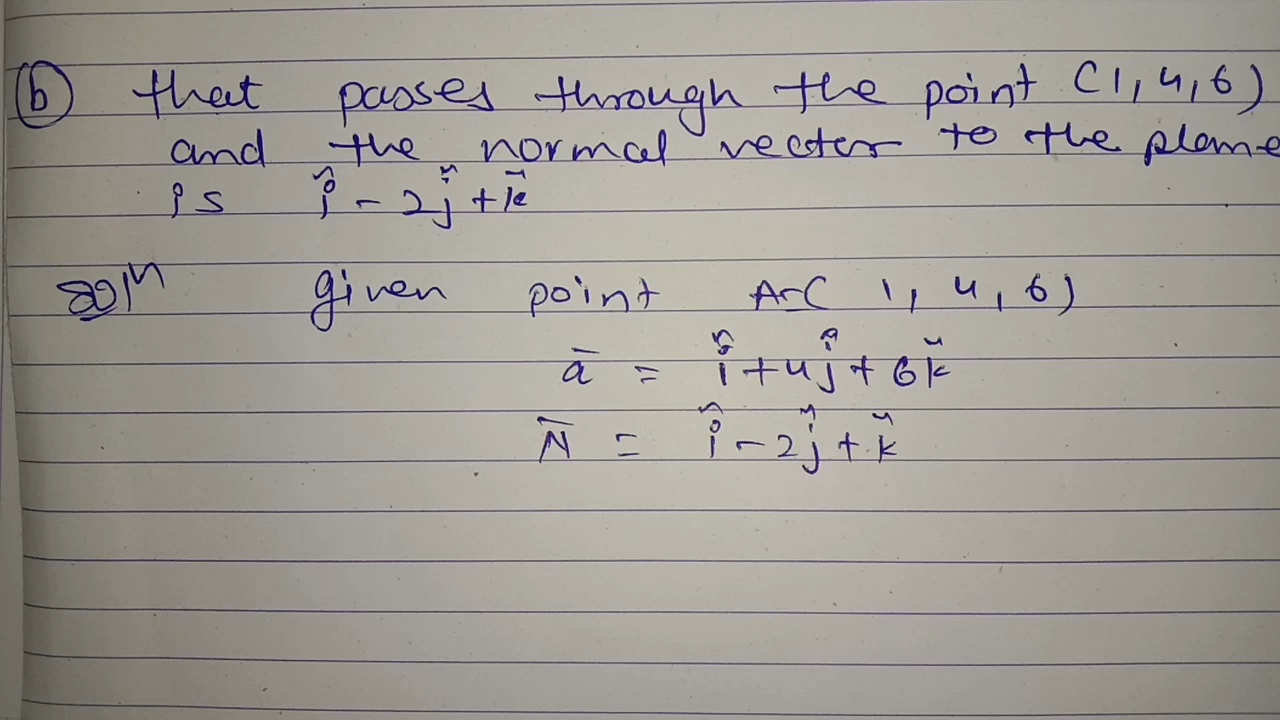 (b) that passes through the point (1, 4, 6)
and the normal vector to the plane
is î - 2ĵ + k̂
Solⁿ given point A = ( 1, 4, 6)
ā = î + 4ĵ + 6k̂
N̄ = î - 2ĵ + k̂